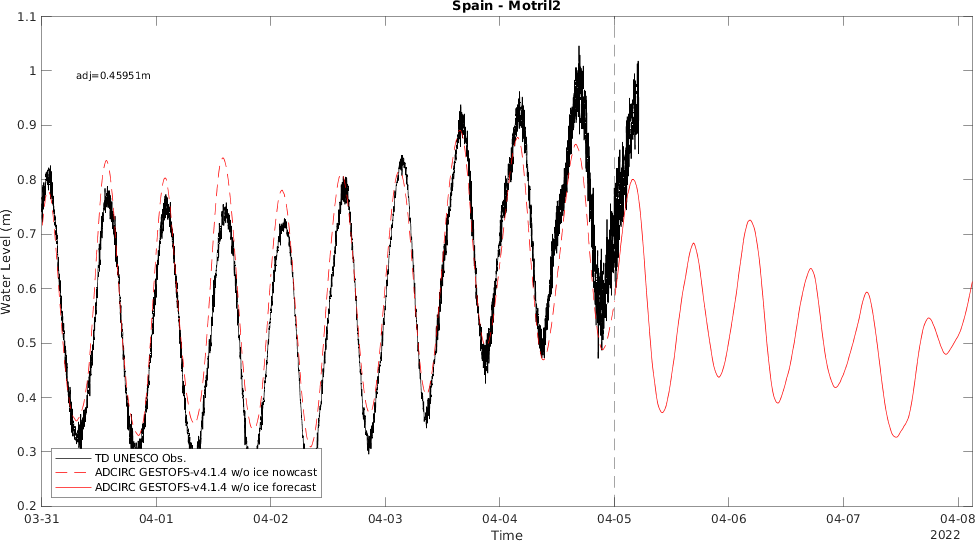 Spain - Motril2
adj=0.45951m
1.1
1
0.9
0.8
0.7
0.6
0.5
0.4
0.3
0.2
Water Level (m)
TD UNESCO Obs.
ADCIRC GESTOFS-v4.1.4 w/o ice nowcast
ADCIRC GESTOFS-v4.1.4 w/o ice forecast
03-31 04-01 04-02 04-03 04-04 04-05 04-06 04-07 04-08
Time
2022